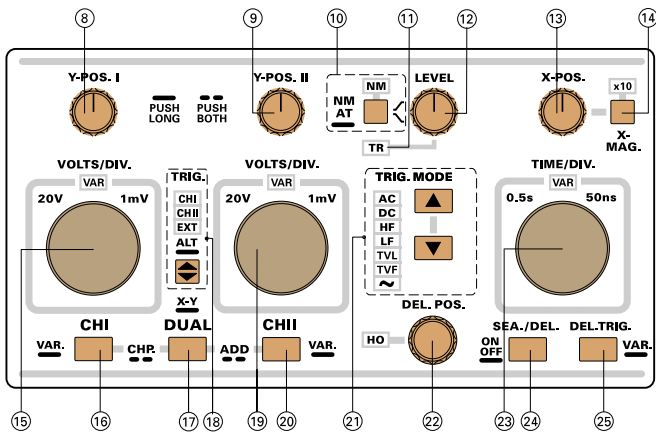 8 9 10 11 12 13 14
Y-POS. I
PUSH LONG
PUSH BOTH
Y-POS. II
NM AT
NM
LEVEL
TR
X-POS.
x10
X-MAG.
VOLTS/DIV.
VAR
20V 1mV
TRIG.
CHI
CHII
EXT
ALT
X-Y
VOLTS/DIV.
VAR
20V 1mV
TRIG. MODE
AC
DC
HF
LF
TVL
TVF
~
TIME/DIV.
VAR
0.5s 50ns
VAR.
CHI
CHP.
DUAL
ADD
CHII
VAR.
DEL. POS.
HO
SEA./DEL.
ON
OFF
DEL.TRIG.
VAR.
15 16 17 18 19 20 21 22 23 24 25